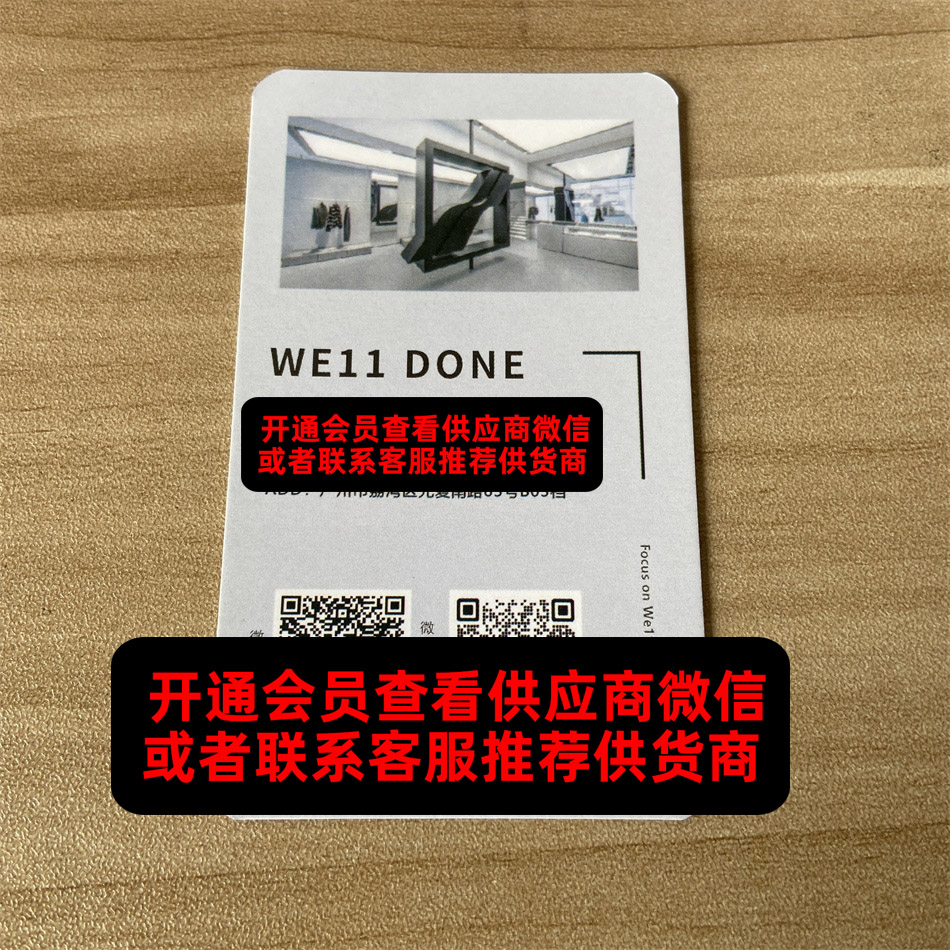 WE11 DONE
开通会员查看供应商微信
或者联系客服推荐供货商
Focus on We1
微
开通会员查看供应商微信
或者联系客服推荐供货商